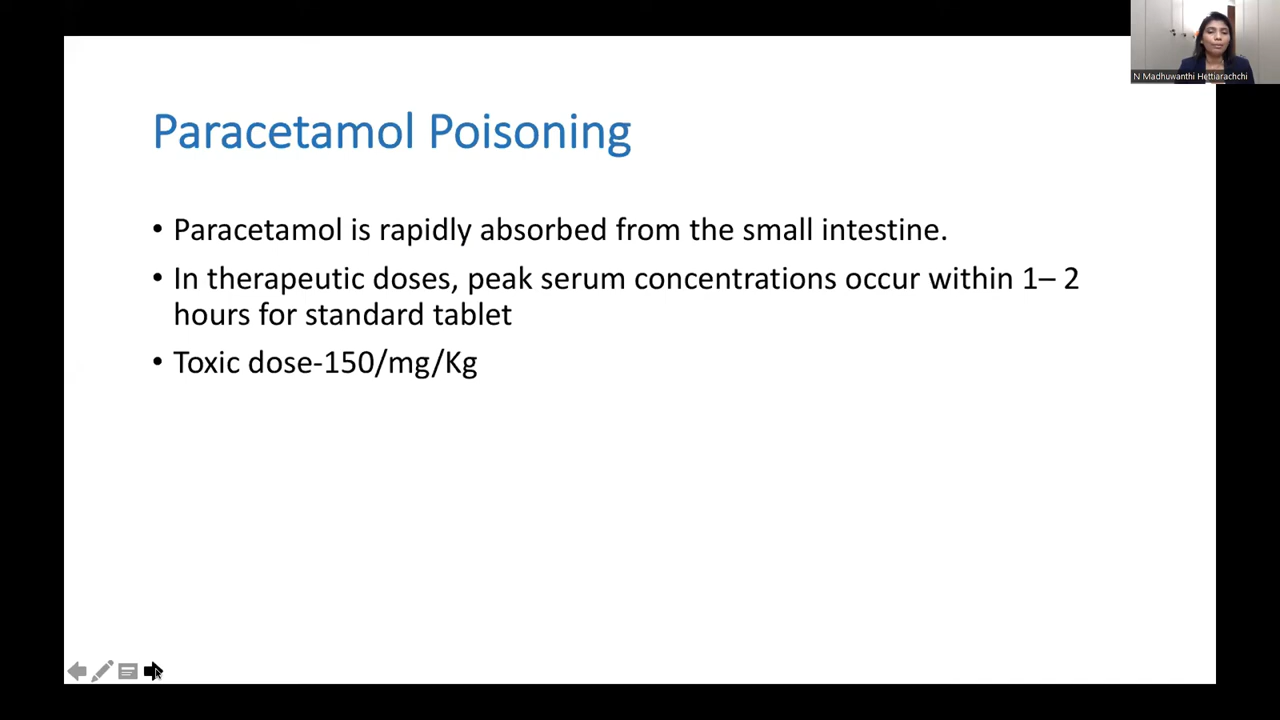 N Madhuwanthi Hettiarachchi
Paracetamol Poisoning
• Paracetamol is rapidly absorbed from the small intestine.
• In therapeutic doses, peak serum concentrations occur within 1– 2
hours for standard tablet
• Toxic dose-150/mg/Kg